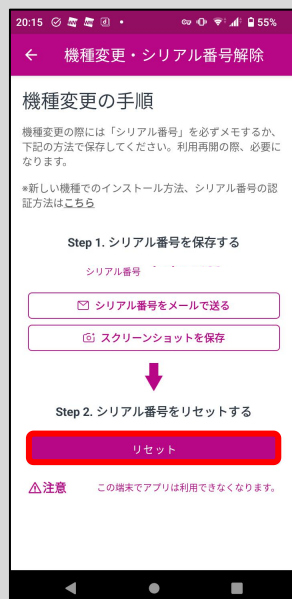 20:15
55%
機種変更・シリアル番号解除
機種変更の手順
機種変更の際には「シリアル番号」を必ずメモするか、
下記の方法で保存してください。利用再開の際、必要に
なります。
*新しい機種でのインストール方法、シリアル番号の認
証方法はこちら
Step 1. シリアル番号を保存する
シリアル番号
シリアル番号をメールで送る
スクリーンショットを保存
Step 2. シリアル番号をリセットする
リセット
注意 この端末でアプリは利用できなくなります。